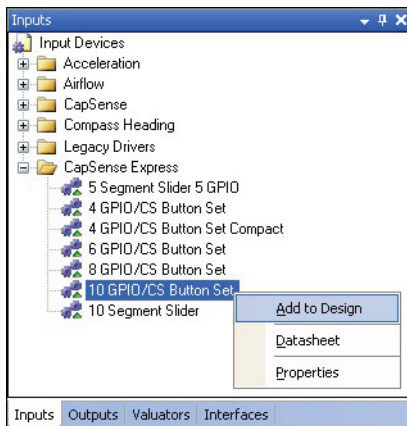 Inputs
Input Devices
Acceleration
Airflow
CapSense
Compass Heading
Legacy Drivers
CapSense Express
5 Segment Slider 5 GPIO
4 GPIO/CS Button Set
4 GPIO/CS Button Set Compact
6 GPIO/CS Button Set
8 GPIO/CS Button Set
10 GPIO/CS Button Set
10 Segment Slider
Add to Design
Datasheet
Properties
Inputs Outputs Valuators Interfaces